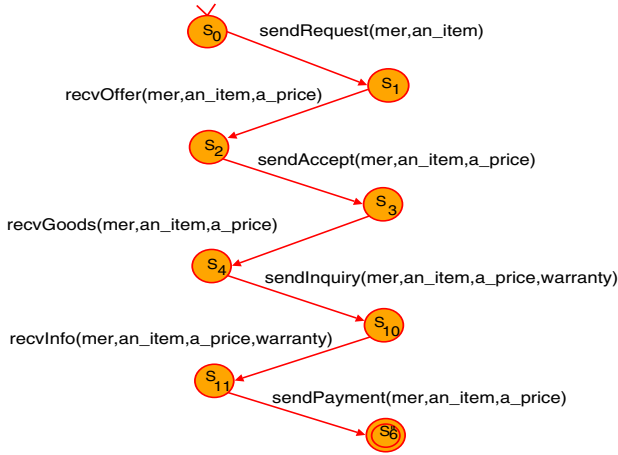 S0
sendRequest(mer,an_item)
recvOffer(mer,an_item,a_price)
S1
S2
sendAccept(mer,an_item,a_price)
S3
recvGoods(mer,an_item,a_price)
S4
sendInquiry(mer,an_item,a_price,warranty)
S10
recvInfo(mer,an_item,a_price,warranty)
S11
sendPayment(mer,an_item,a_price)
S6